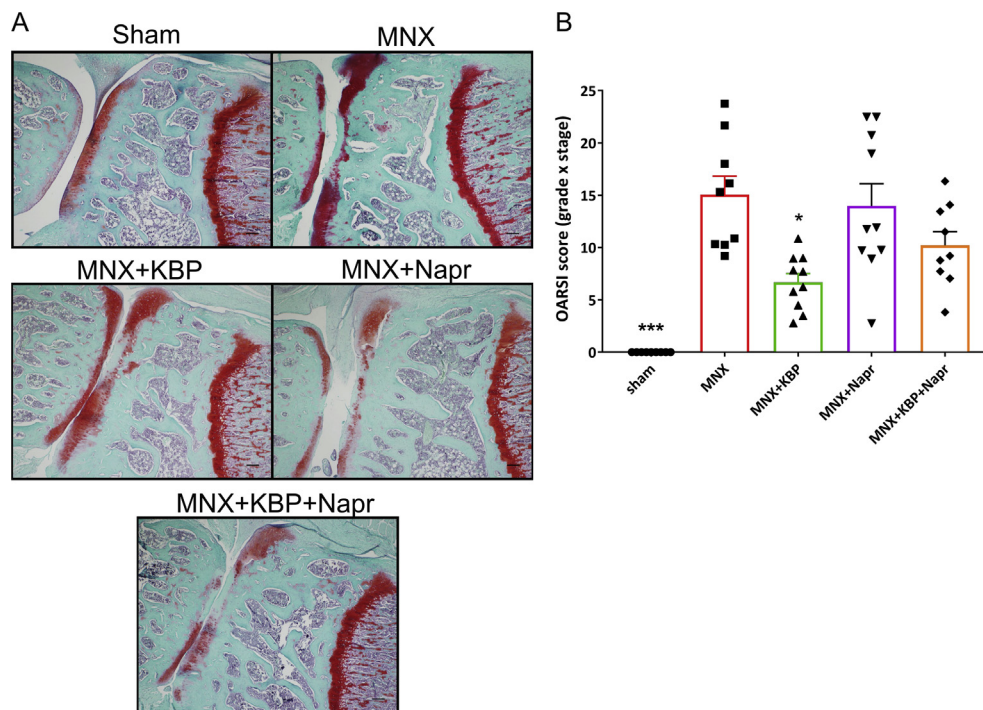 A
Sham
MNX
MNX+KBP
MNX+Napr
MNX+KBP+Napr
B
OARSI score (grade x stage)
25
20
15
10
5
0
***
*
sham
MNX
MNX+KBP
MNX+Napr
MNX+KBP+Napr